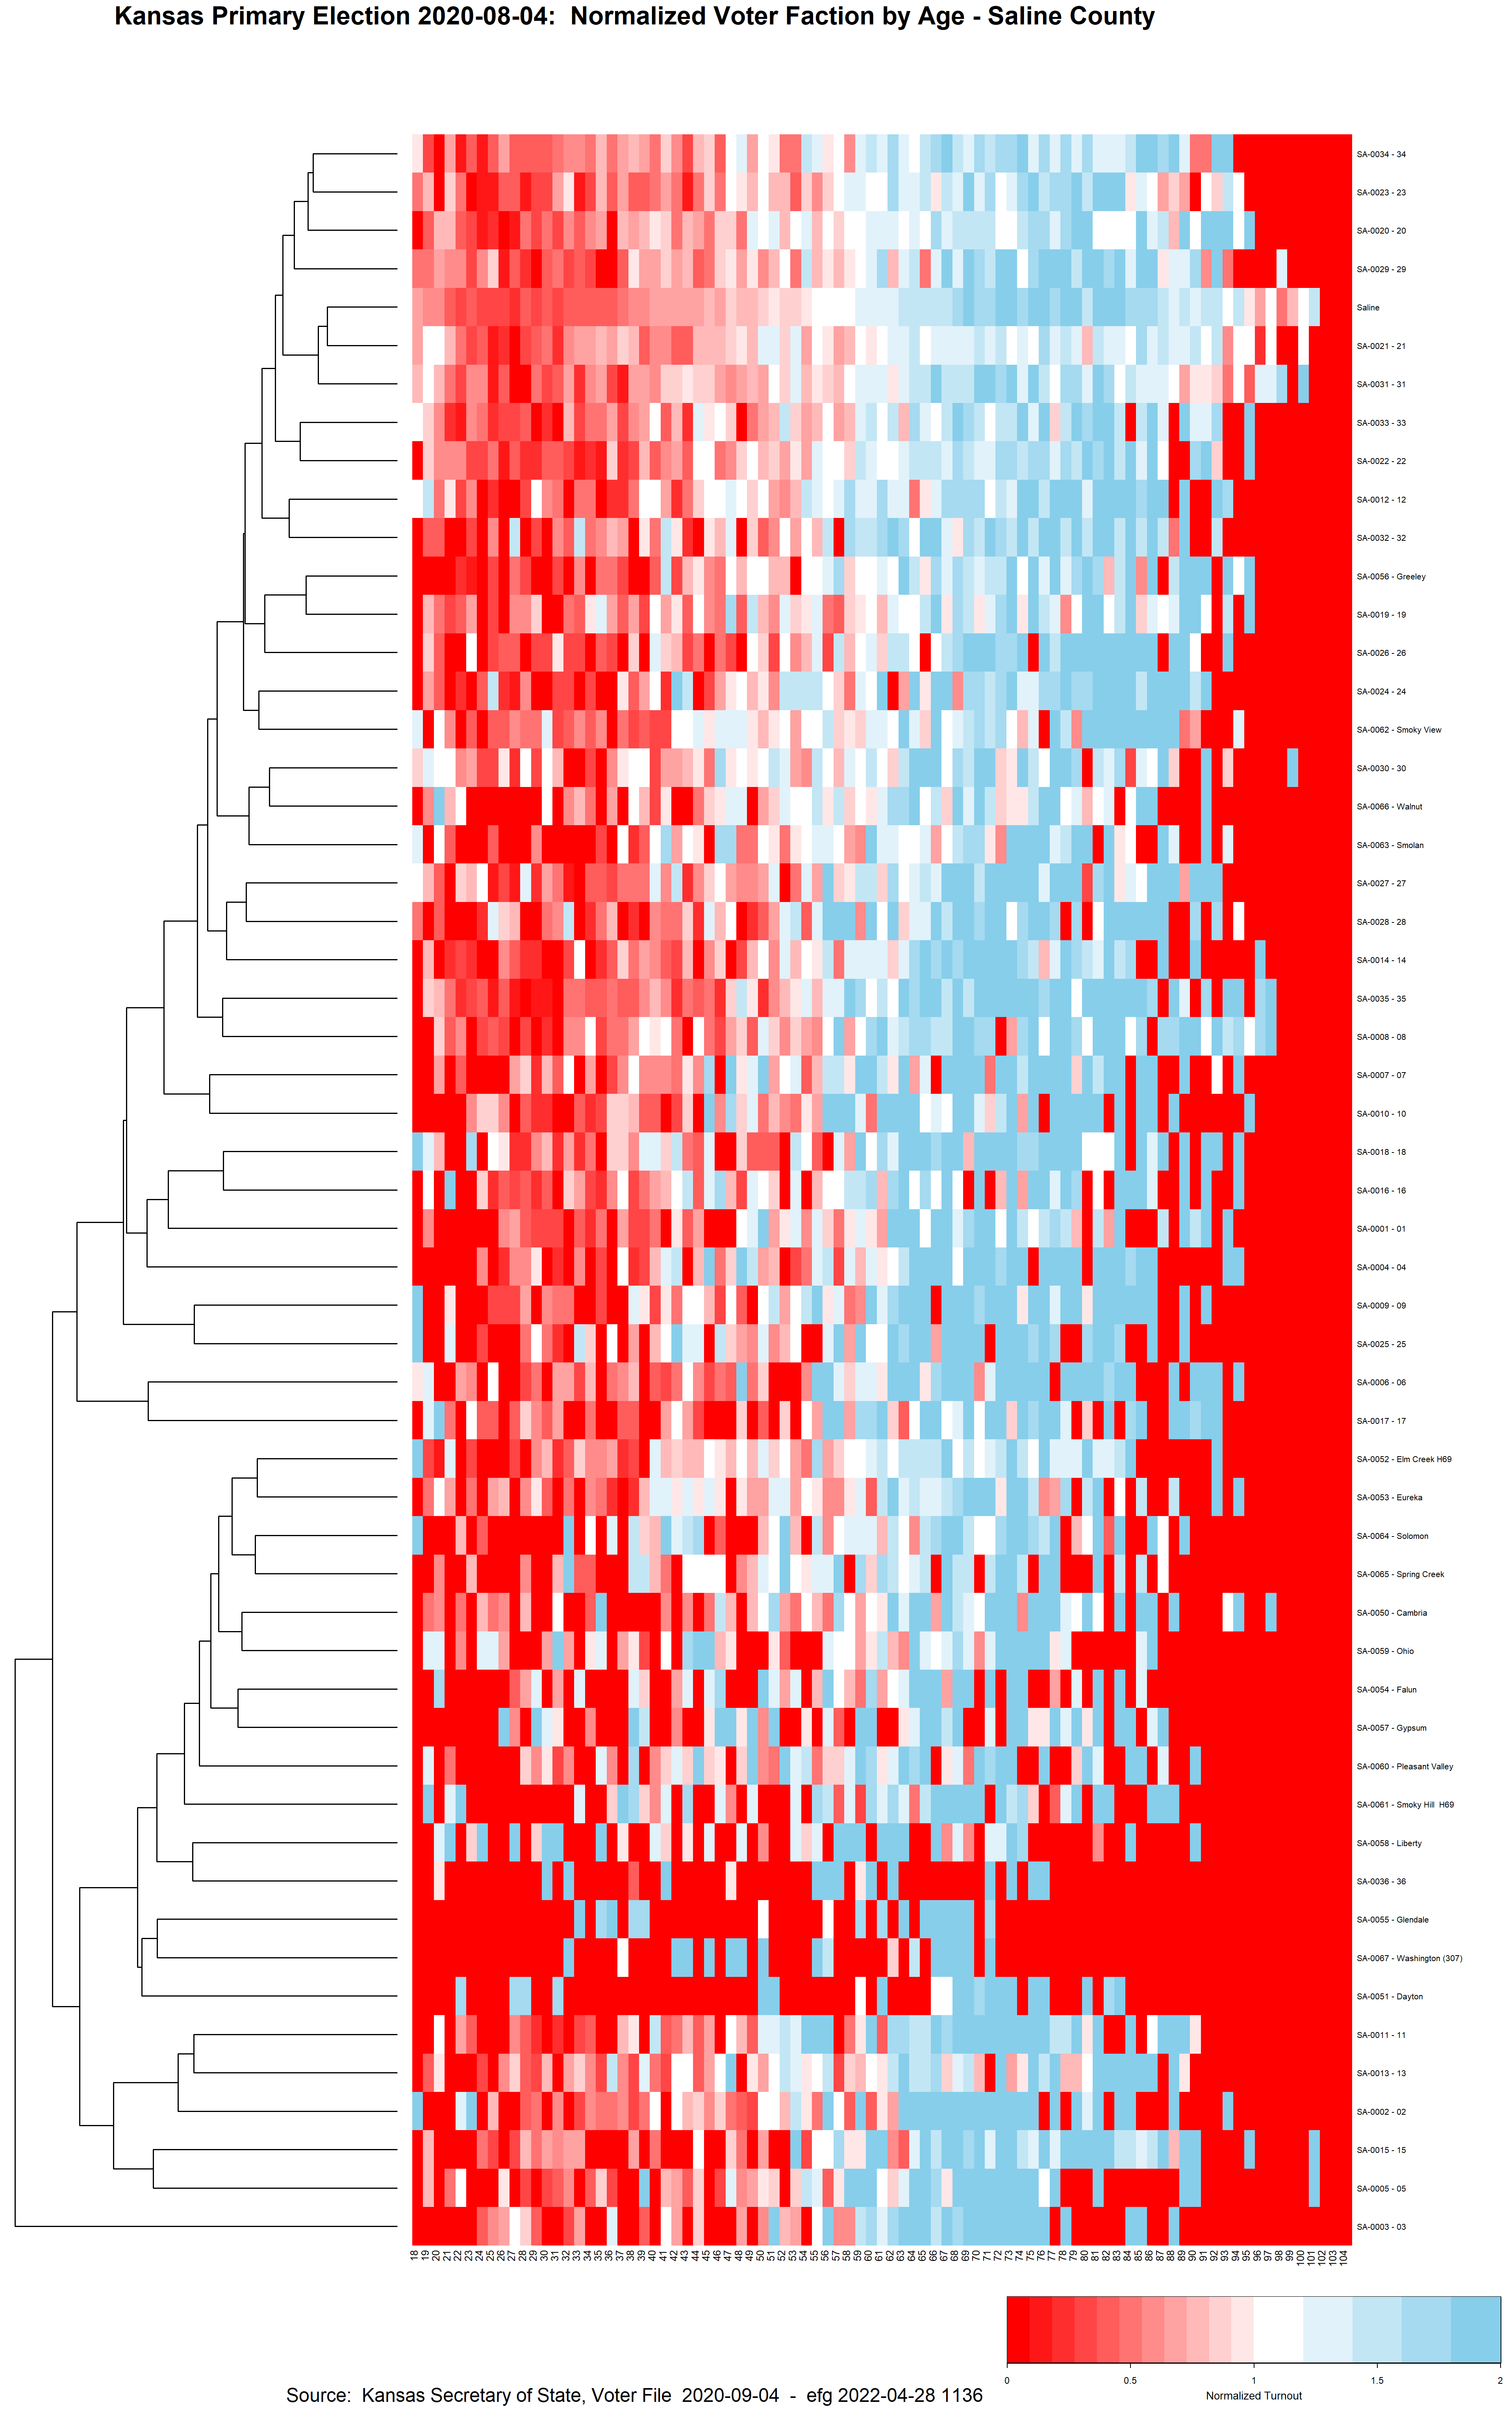 Kansas Primary Election 2020-08-04:  Normalized Voter Faction by Age - Saline County
SA-0034 - 34
SA-0023 - 23
SA-0020 - 20
SA-0029 - 29
Saline
SA-0021 - 21
SA-0031 - 31
SA-0033 - 33
SA-0022 - 22
SA-0012 - 12
SA-0032 - 32
SA-0056 - Greeley
SA-0019 - 19
SA-0026 - 26
SA-0024 - 24
SA-0062 - Smoky View
SA-0030 - 30
SA-0066 - Walnut
SA-0063 - Smolan
SA-0027 - 27
SA-0028 - 28
SA-0014 - 14
SA-0035 - 35
SA-0008 - 08
SA-0007 - 07
SA-0010 - 10
SA-0018 - 18
SA-0016 - 16
SA-0001 - 01
SA-0004 - 04
SA-0009 - 09
SA-0025 - 25
SA-0006 - 06
SA-0017 - 17
SA-0052 - Elm Creek H69
SA-0053 - Eureka
SA-0064 - Solomon
SA-0065 - Spring Creek
SA-0050 - Cambria
SA-0059 - Ohio
SA-0054 - Falun
SA-0057 - Gypsum
SA-0060 - Pleasant Valley
SA-0061 - Smoky Hill  H69
SA-0058 - Liberty
SA-0036 - 36
SA-0055 - Glendale
SA-0067 - Washington (307)
SA-0051 - Dayton
SA-0011 - 11
SA-0013 - 13
SA-0002 - 02
SA-0015 - 15
SA-0005 - 05
SA-0003 - 03
18 19 20 21 22 23 24 25 26 27 28 29 30 31 32 33 34 35 36 37 38 39 40 41 42 43 44 45 46 47 48 49 50 51 52 53 54 55 56 57 58 59 60 61 62 63 64 65 66 67 68 69 70 71 72 73 74 75 76 77 78 79 80 81 82 83 84 85 86 87 88 89 90 91 92 93 94 95 96 97 98 99 100 101 102 103 104
0 0.5 1 1.5 2
Normalized Turnout
Source:  Kansas Secretary of State, Voter File  2020-09-04  -  efg 2022-04-28 1136